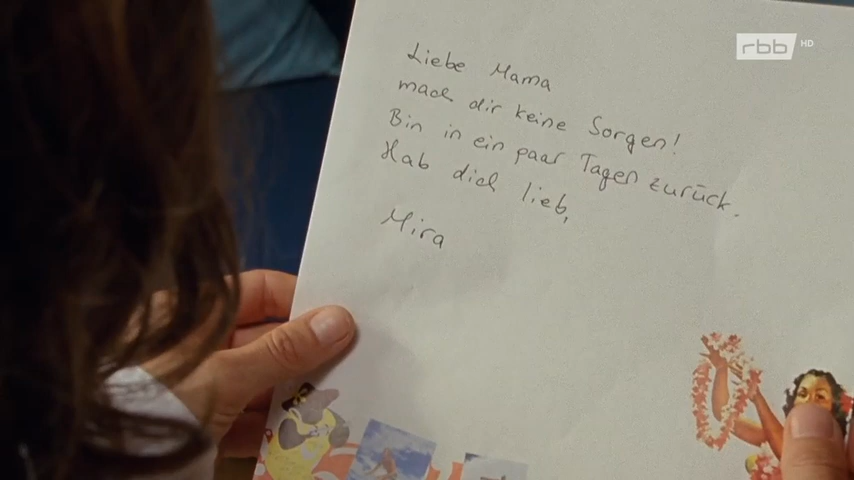 rbb HD
Liebe Mama
mach dir keine Sorgen!
Bin in ein paar Tagen zurück.
Hab dich lieb,
Mira